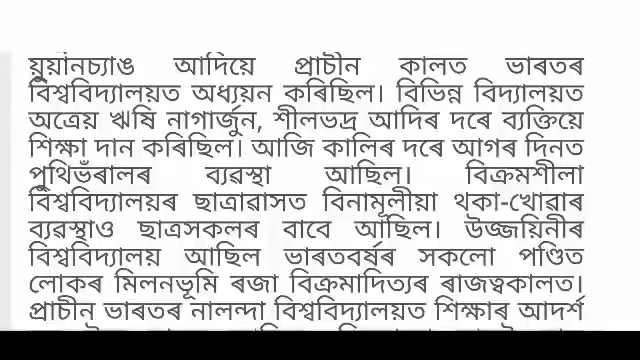 য়ুয়ানচ্যাঙ আদিয়ে প্ৰাচীন কালত ভাৰতৰ
বিশ্ববিদ্যালয়ত অধ্যয়ন কৰিছিল। বিভিন্ন বিদ্যালয়ত
অত্ৰেয় ঋষি নাগাৰ্জুন, শীলভদ্ৰ আদিৰ দৰে ব্যক্তিয়ে
শিক্ষা দান কৰিছিল। আজি কালিৰ দৰে আগৰ দিনত
পুথিভঁৰালৰ ব্যৱস্থা আছিল। বিক্ৰমশীলা
বিশ্ববিদ্যালয়ৰ ছাত্ৰাৱাসত বিনামূলীয়া থকা-খোৱাৰ
ব্যৱস্থাও ছাত্ৰসকলৰ বাবে আছিল। উজ্জয়িনীৰ
বিশ্ববিদ্যালয় আছিল ভাৰতবৰ্ষৰ সকলো পণ্ডিত
লোকৰ মিলনভূমি ৰজা বিক্ৰমাদিত্যৰ ৰাজত্বকালত।
প্ৰাচীন ভাৰতৰ নালন্দা বিশ্ববিদ্যালয়ত শিক্ষাৰ আদৰ্শ